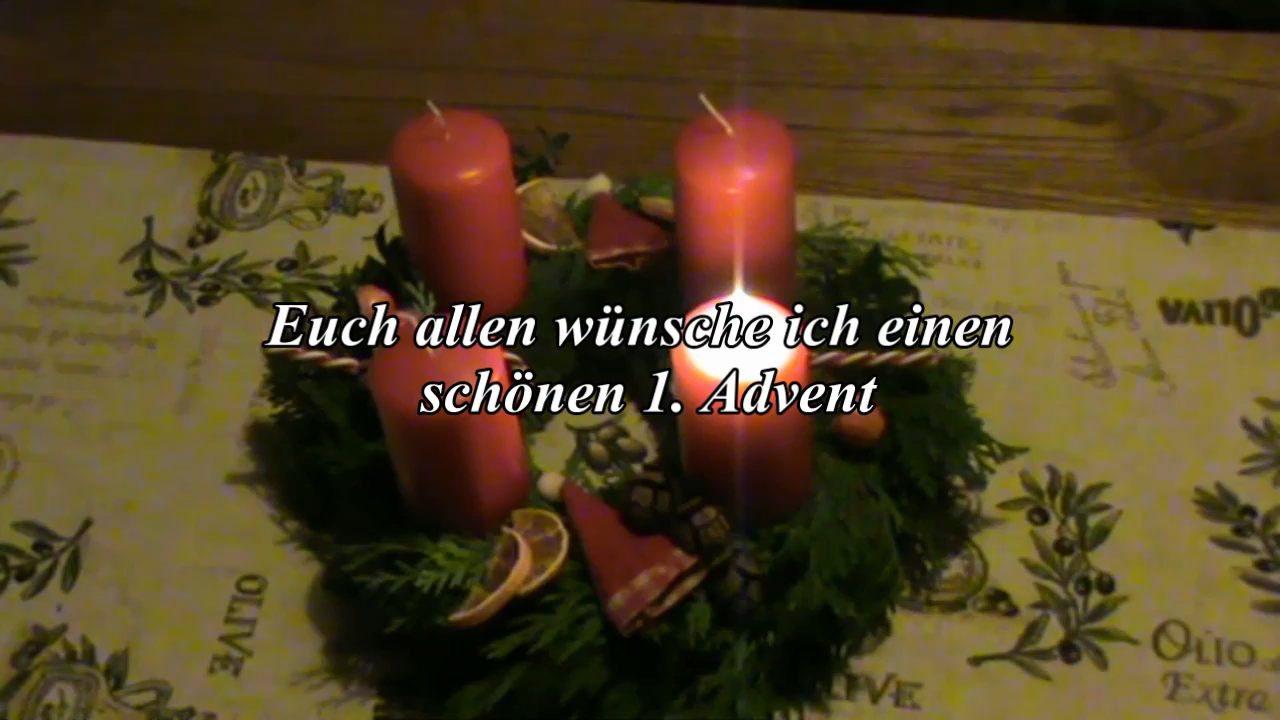 Euch allen wünsche ich einen
schönen 1. Advent
OLIVA
OLIVE
OLIO
Extra